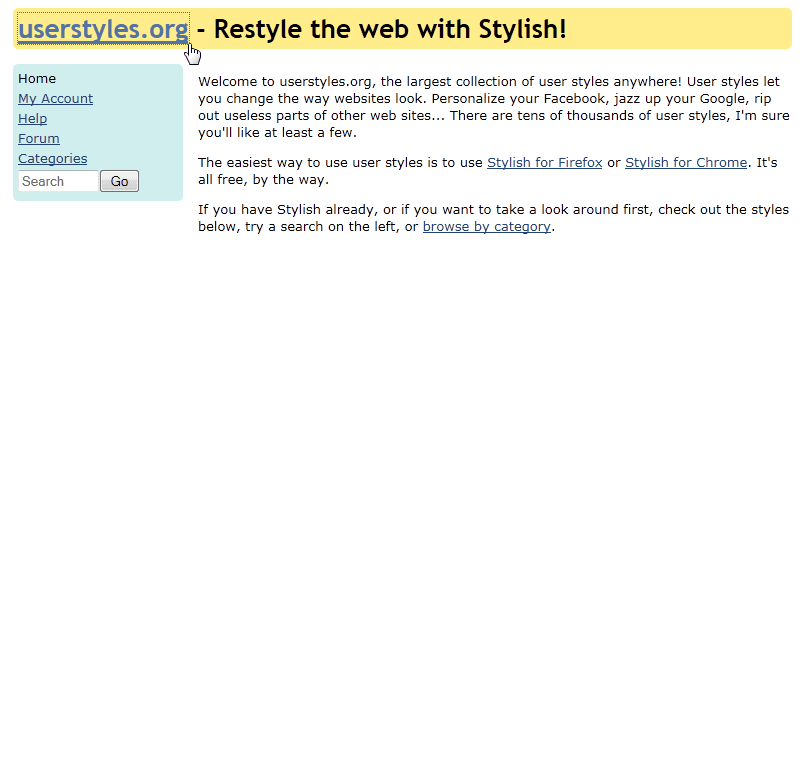 userstyles.org - Restyle the web with Stylish!
Home
My Account
Help
Forum
Categories
Search Go
Welcome to userstyles.org, the largest collection of user styles anywhere! User styles let
you change the way websites look. Personalize your Facebook, jazz up your Google, rip
out useless parts of other web sites... There are tens of thousands of user styles, I'm sure
you'll like at least a few.
The easiest way to use user styles is to use Stylish for Firefox or Stylish for Chrome. It's
all free, by the way.
If you have Stylish already, or if you want to take a look around first, check out the styles
below, try a search on the left, or browse by category.